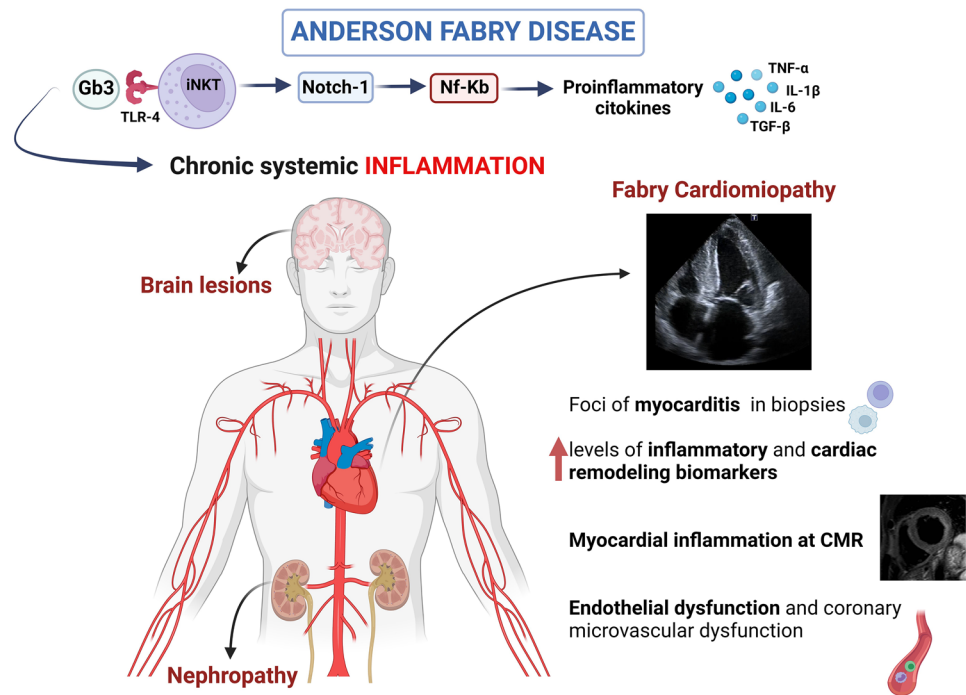 ANDERSON FABRY DISEASE
Gb3
TLR-4
iNKT
Notch-1
Nf-Kb
Proinflammatory
citokines
TNF-α
IL-1β
IL-6
TGF-β
Chronic systemic INFLAMMATION
Fabry Cardiomiopathy
T
Brain lesions
Foci of myocarditis in biopsies
levels of inflammatory and cardiac
remodeling biomarkers
Myocardial inflammation at CMR
Endothelial dysfunction and coronary
microvascular dysfunction
Nephropathy